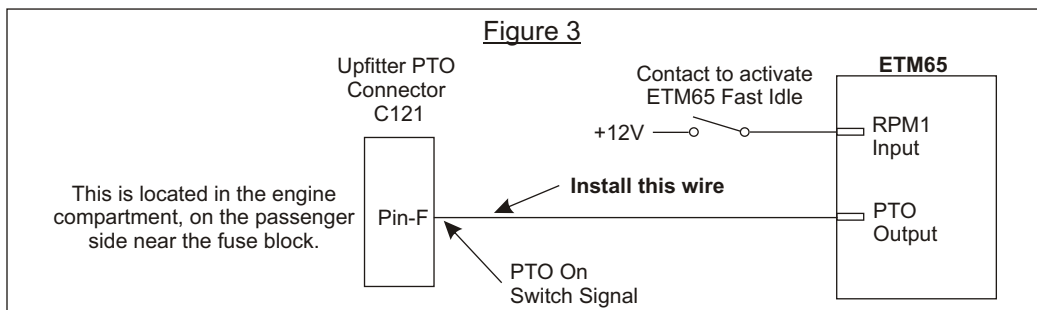 Figure 3
Upfitter PTO
Connector
C121
Contact to activate
ETM65 Fast Idle
ETM65
+12V
RPM1
Input
This is located in the engine
compartment, on the passenger
side near the fuse block.
Pin-F
Install this wire
PTO
Output
PTO On
Switch Signal